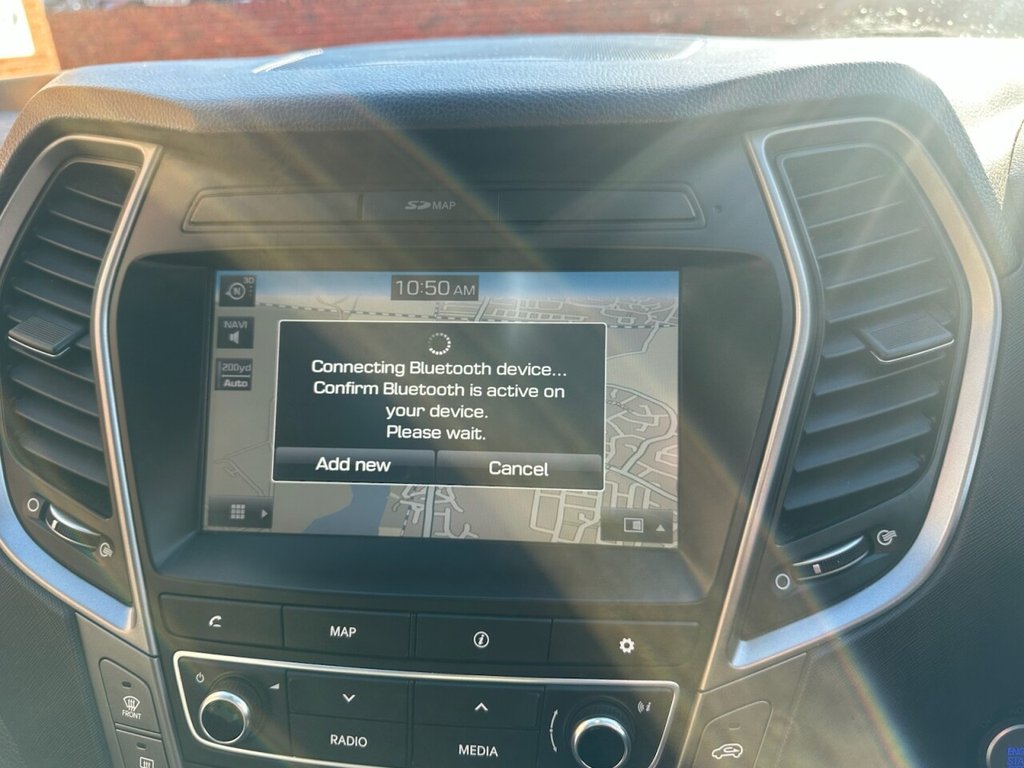 SD MAP
3D
N
10:50 AM
NAVI
200yd
Auto
Connecting Bluetooth device...
Confirm Bluetooth is active on
your device.
Please wait.
Add new
Cancel
MAP
i
FRONT
RADIO
MEDIA